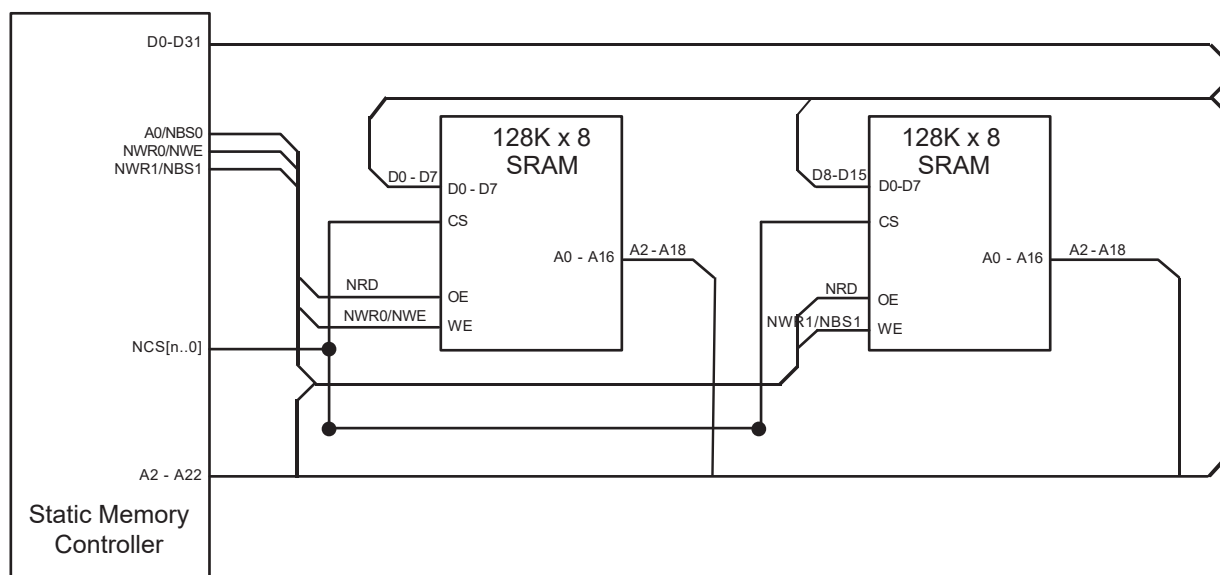 D0-D31
A0/NBS0
NWR0/NWE
NWR1/NBS1
128K x 8
SRAM
D0 - D7
D0 - D7
CS
A0 - A16
A2 - A18
NRD
OE
NWR0/NWE
WE
128K x 8
SRAM
D8-D15
D0-D7
CS
A0 - A16
A2 - A18
NRD
OE
NWR1/NBS1
WE
NCS[n..0]
A2 - A22
Static Memory
Controller